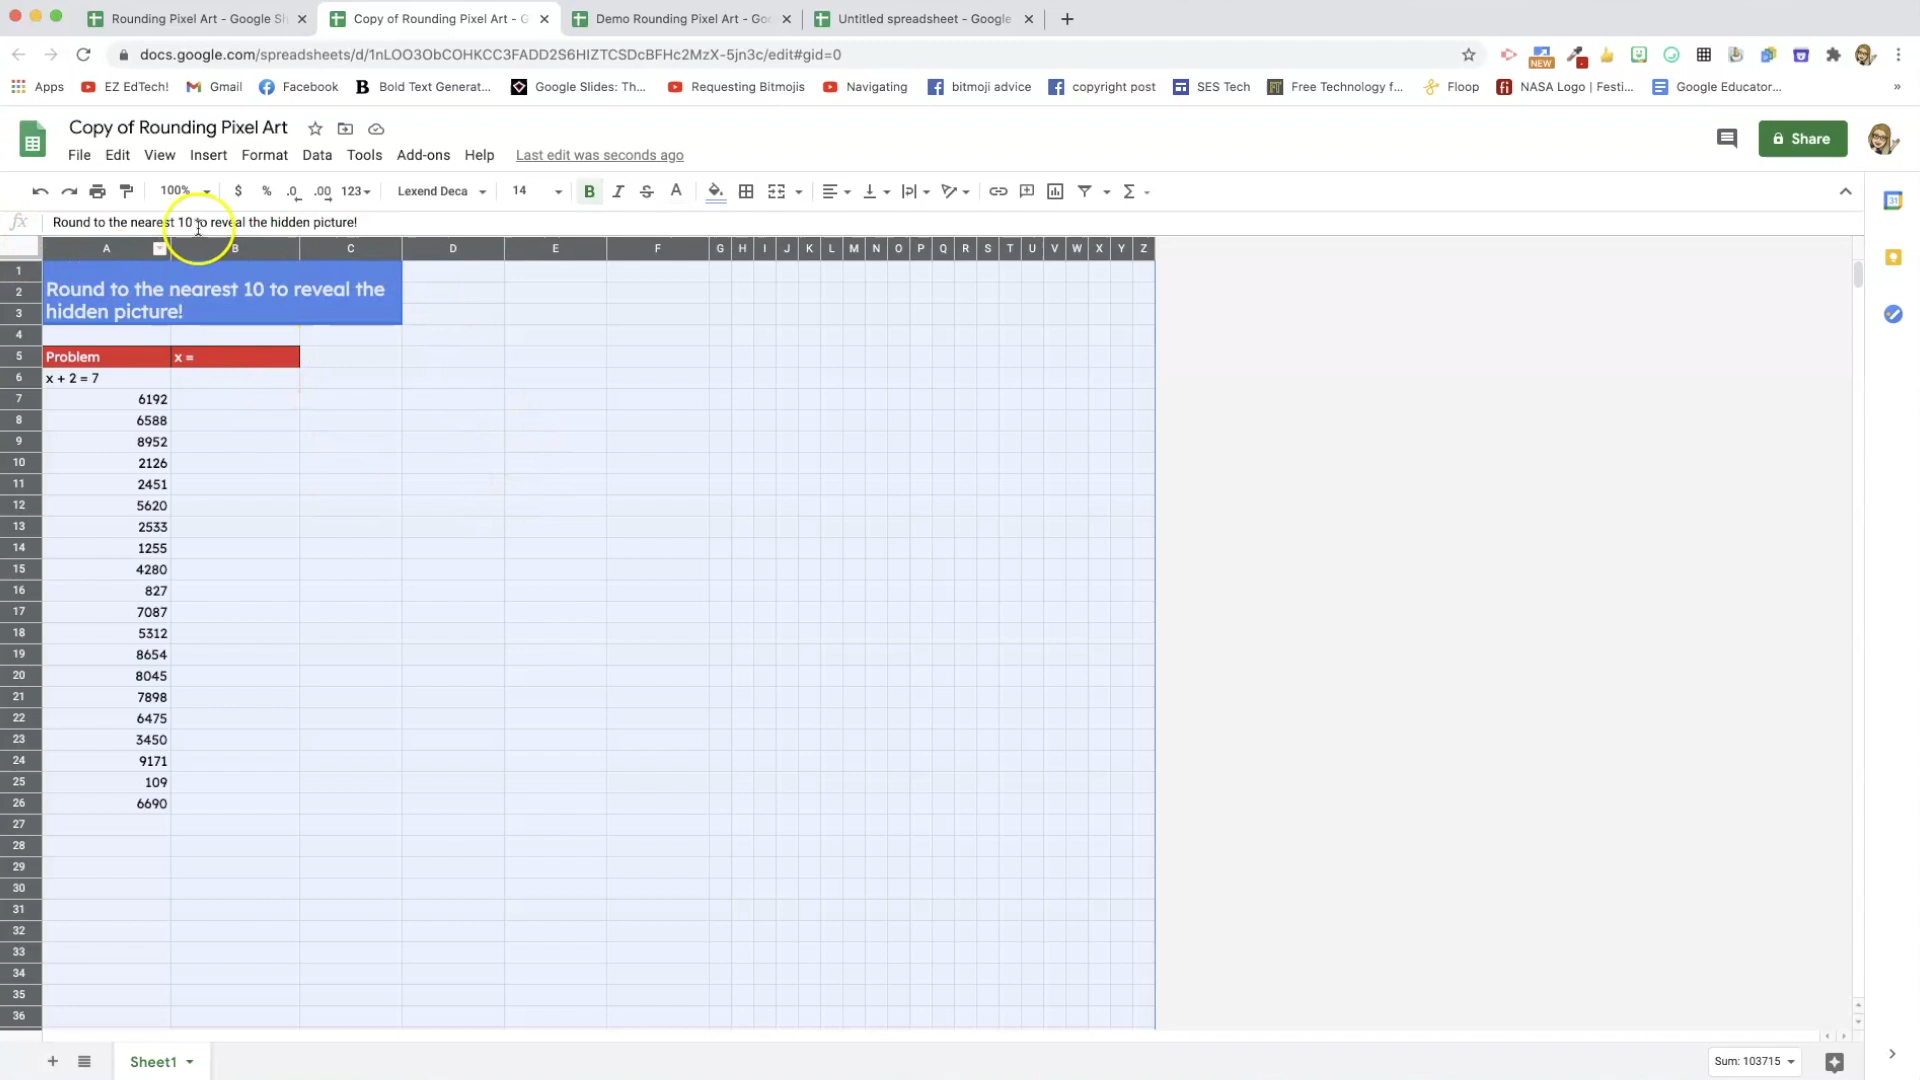 Rounding Pixel Art - Google Sh
Copy of Rounding Pixel Art - G
Demo Rounding Pixel Art - Goo
Untitled spreadsheet - Google
docs.google.com/spreadsheets/d/1nLOO3ObCOHKCC3FADD2S6HIZTCSDcBFHc2MzX-5jn3c/edit#gid=0
NEW
Apps
EZ EdTech!
Gmail
Facebook
Bold Text Generat...
Google Slides: Th...
Requesting Bitmojis
Navigating
bitmoji advice
copyright post
SES Tech
Free Technology f...
Floop
NASA Logo | Festi...
Google Educator...
Copy of Rounding Pixel Art
Share
File Edit View Insert Format Data Tools Add-ons Help Last edit was seconds ago
100% $ % .0 .00 123 Lexend Deca 14 B I S A
fx Round to the nearest 10 to reveal the hidden picture!
A B C D E F G H I J K L M N O P Q R S T U V W X Y Z
1
2 Round to the nearest 10 to reveal the
3 hidden picture!
4
5 Problem x =
6 x + 2 = 7
7 6192
8 6588
9 8952
10 2126
11 2451
12 5620
13 2533
14 1255
15 4280
16 827
17 7087
18 5312
19 8654
20 8045
21 7898
22 6475
23 3450
24 9171
25 109
26 6690
27
28
29
30
31
32
33
34
35
36
Sheet1
Sum: 103715